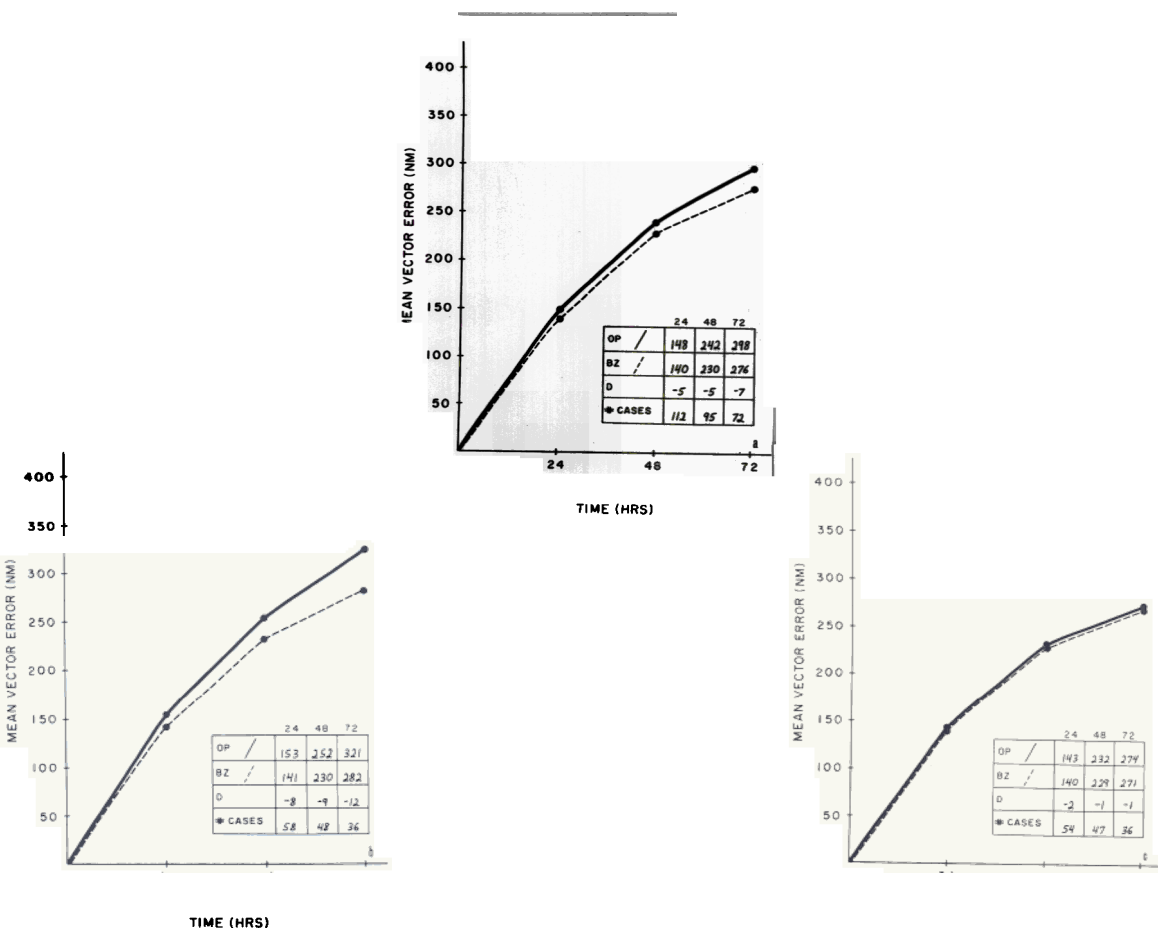 400
350
300
250
200
150
100
50
EAN VECTOR ERROR (NM)
24 48 72
OP 148 242 298
BZ 140 230 276
D -5 -5 -7
* CASES 112 95 72
a
24 48 72
TIME (HRS)
400
350
300
250
200
150
100
50
MEAN VECTOR ERROR (NM)
24 48 72
OP 153 252 321
BZ 141 230 282
D -8 -9 -12
* CASES 58 48 36
b
TIME (HRS)
400
350
300
250
200
150
100
50
MEAN VECTOR ERROR (NM)
24 48 72
OP 143 232 274
BZ 140 229 271
D -2 -1 -1
* CASES 54 47 36
c